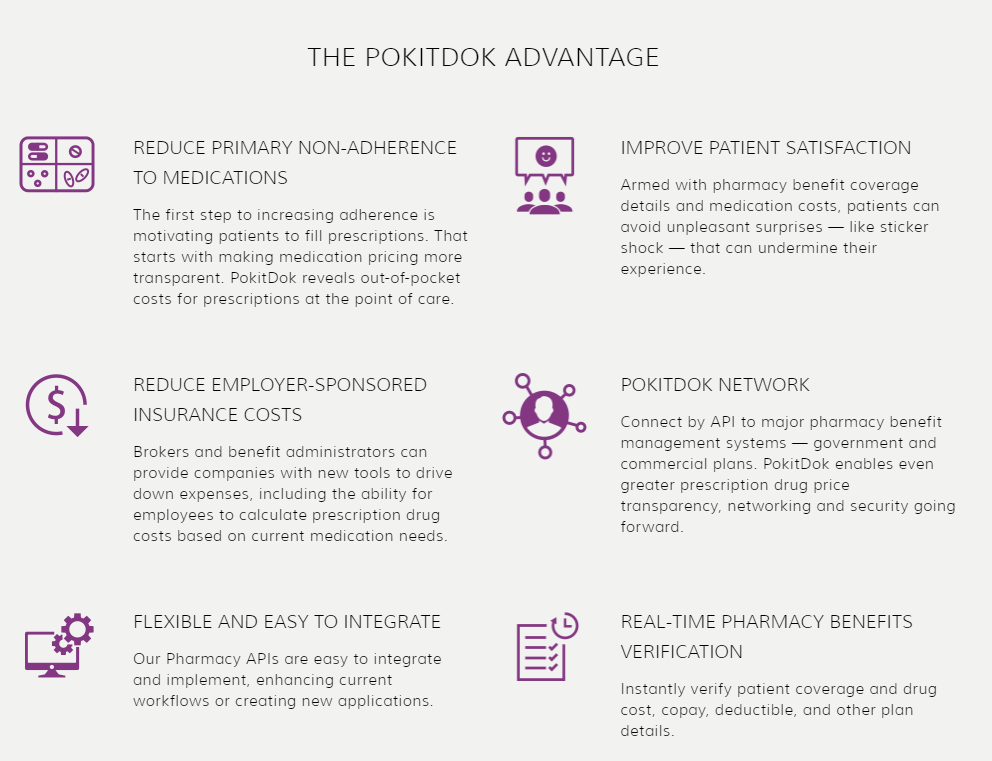 THE POKITDOK ADVANTAGE
REDUCE PRIMARY NON-ADHERENCE
TO MEDICATIONS
The first step to increasing adherence is
motivating patients to fill prescriptions. That
starts with making medication pricing more
transparent. PokitDok reveals out-of-pocket
costs for prescriptions at the point of care.
IMPROVE PATIENT SATISFACTION
Armed with pharmacy benefit coverage
details and medication costs, patients can
avoid unpleasant surprises — like sticker
shock — that can undermine their
experience.
REDUCE EMPLOYER-SPONSORED
INSURANCE COSTS
Brokers and benefit administrators can
provide companies with new tools to drive
down expenses, including the ability for
employees to calculate prescription drug
costs based on current medication needs.
POKITDOK NETWORK
Connect by API to major pharmacy benefit
management systems — government and
commercial plans. PokitDok enables even
greater prescription drug price
transparency, networking and security going
forward.
FLEXIBLE AND EASY TO INTEGRATE
Our Pharmacy APIs are easy to integrate
and implement, enhancing current
workflows or creating new applications.
REAL-TIME PHARMACY BENEFITS
VERIFICATION
Instantly verify patient coverage and drug
cost, copay, deductible, and other plan
details.